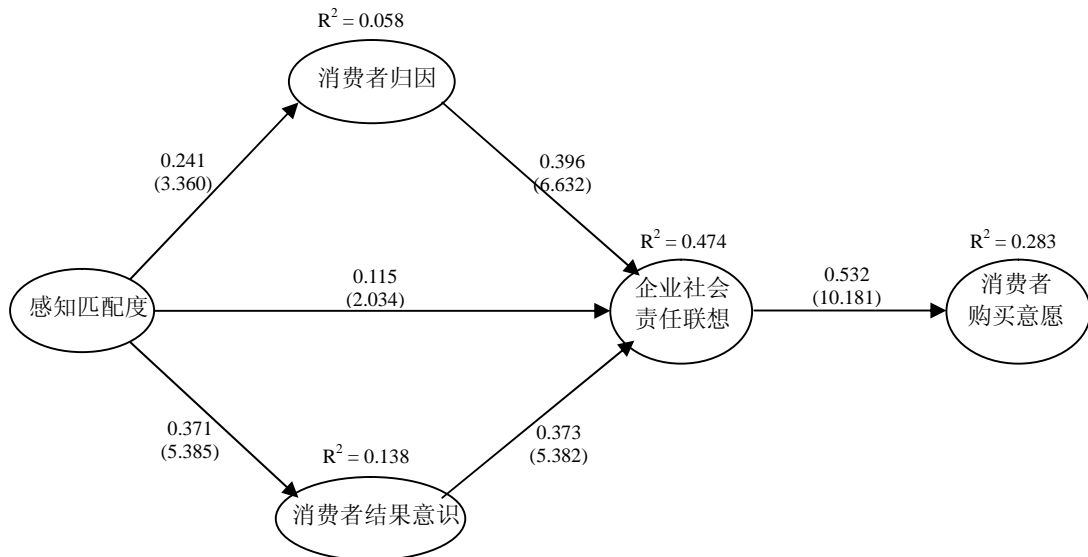 R² = 0.058
消费者归因
0.241
(3.360)
0.396
(6.632)
R² = 0.474
R² = 0.283
感知匹配度
0.115
(2.034)
企业社会
责任联想
0.532
(10.181)
消费者
购买意愿
0.371
(5.385)
0.373
(5.382)
R² = 0.138
消费者结果意识